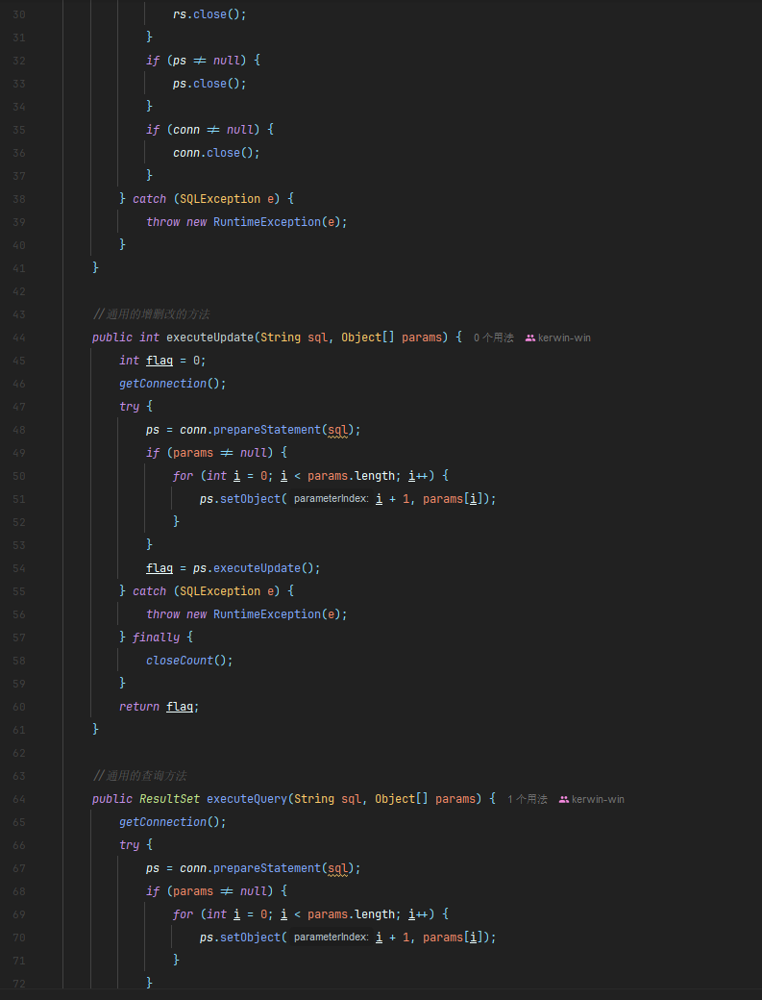 30 rs.close();
31 }
32 if (ps ≠ null) {
33 ps.close();
34 }
35 if (conn ≠ null) {
36 conn.close();
37 }
38 } catch (SQLException e) {
39 throw new RuntimeException(e);
40 }
41 }
42
43 //通用的增删改的方法
44 public int executeUpdate(String sql, Object[] params) { 0 个用法 kerwin-win
45 int flag = 0;
46 getConnection();
47 try {
48 ps = conn.prepareStatement(sql);
49 if (params ≠ null) {
50 for (int i = 0; i < params.length; i++) {
51 ps.setObject( parameterIndex: i + 1, params[i]);
52 }
53 }
54 flag = ps.executeUpdate();
55 } catch (SQLException e) {
56 throw new RuntimeException(e);
57 } finally {
58 closeCount();
59 }
60 return flag;
61 }
62
63 //通用的查询方法
64 public ResultSet executeQuery(String sql, Object[] params) { 1 个用法 kerwin-win
65 getConnection();
66 try {
67 ps = conn.prepareStatement(sql);
68 if (params ≠ null) {
69 for (int i = 0; i < params.length; i++) {
70 ps.setObject( parameterIndex: i + 1, params[i]);
71 }
72 }